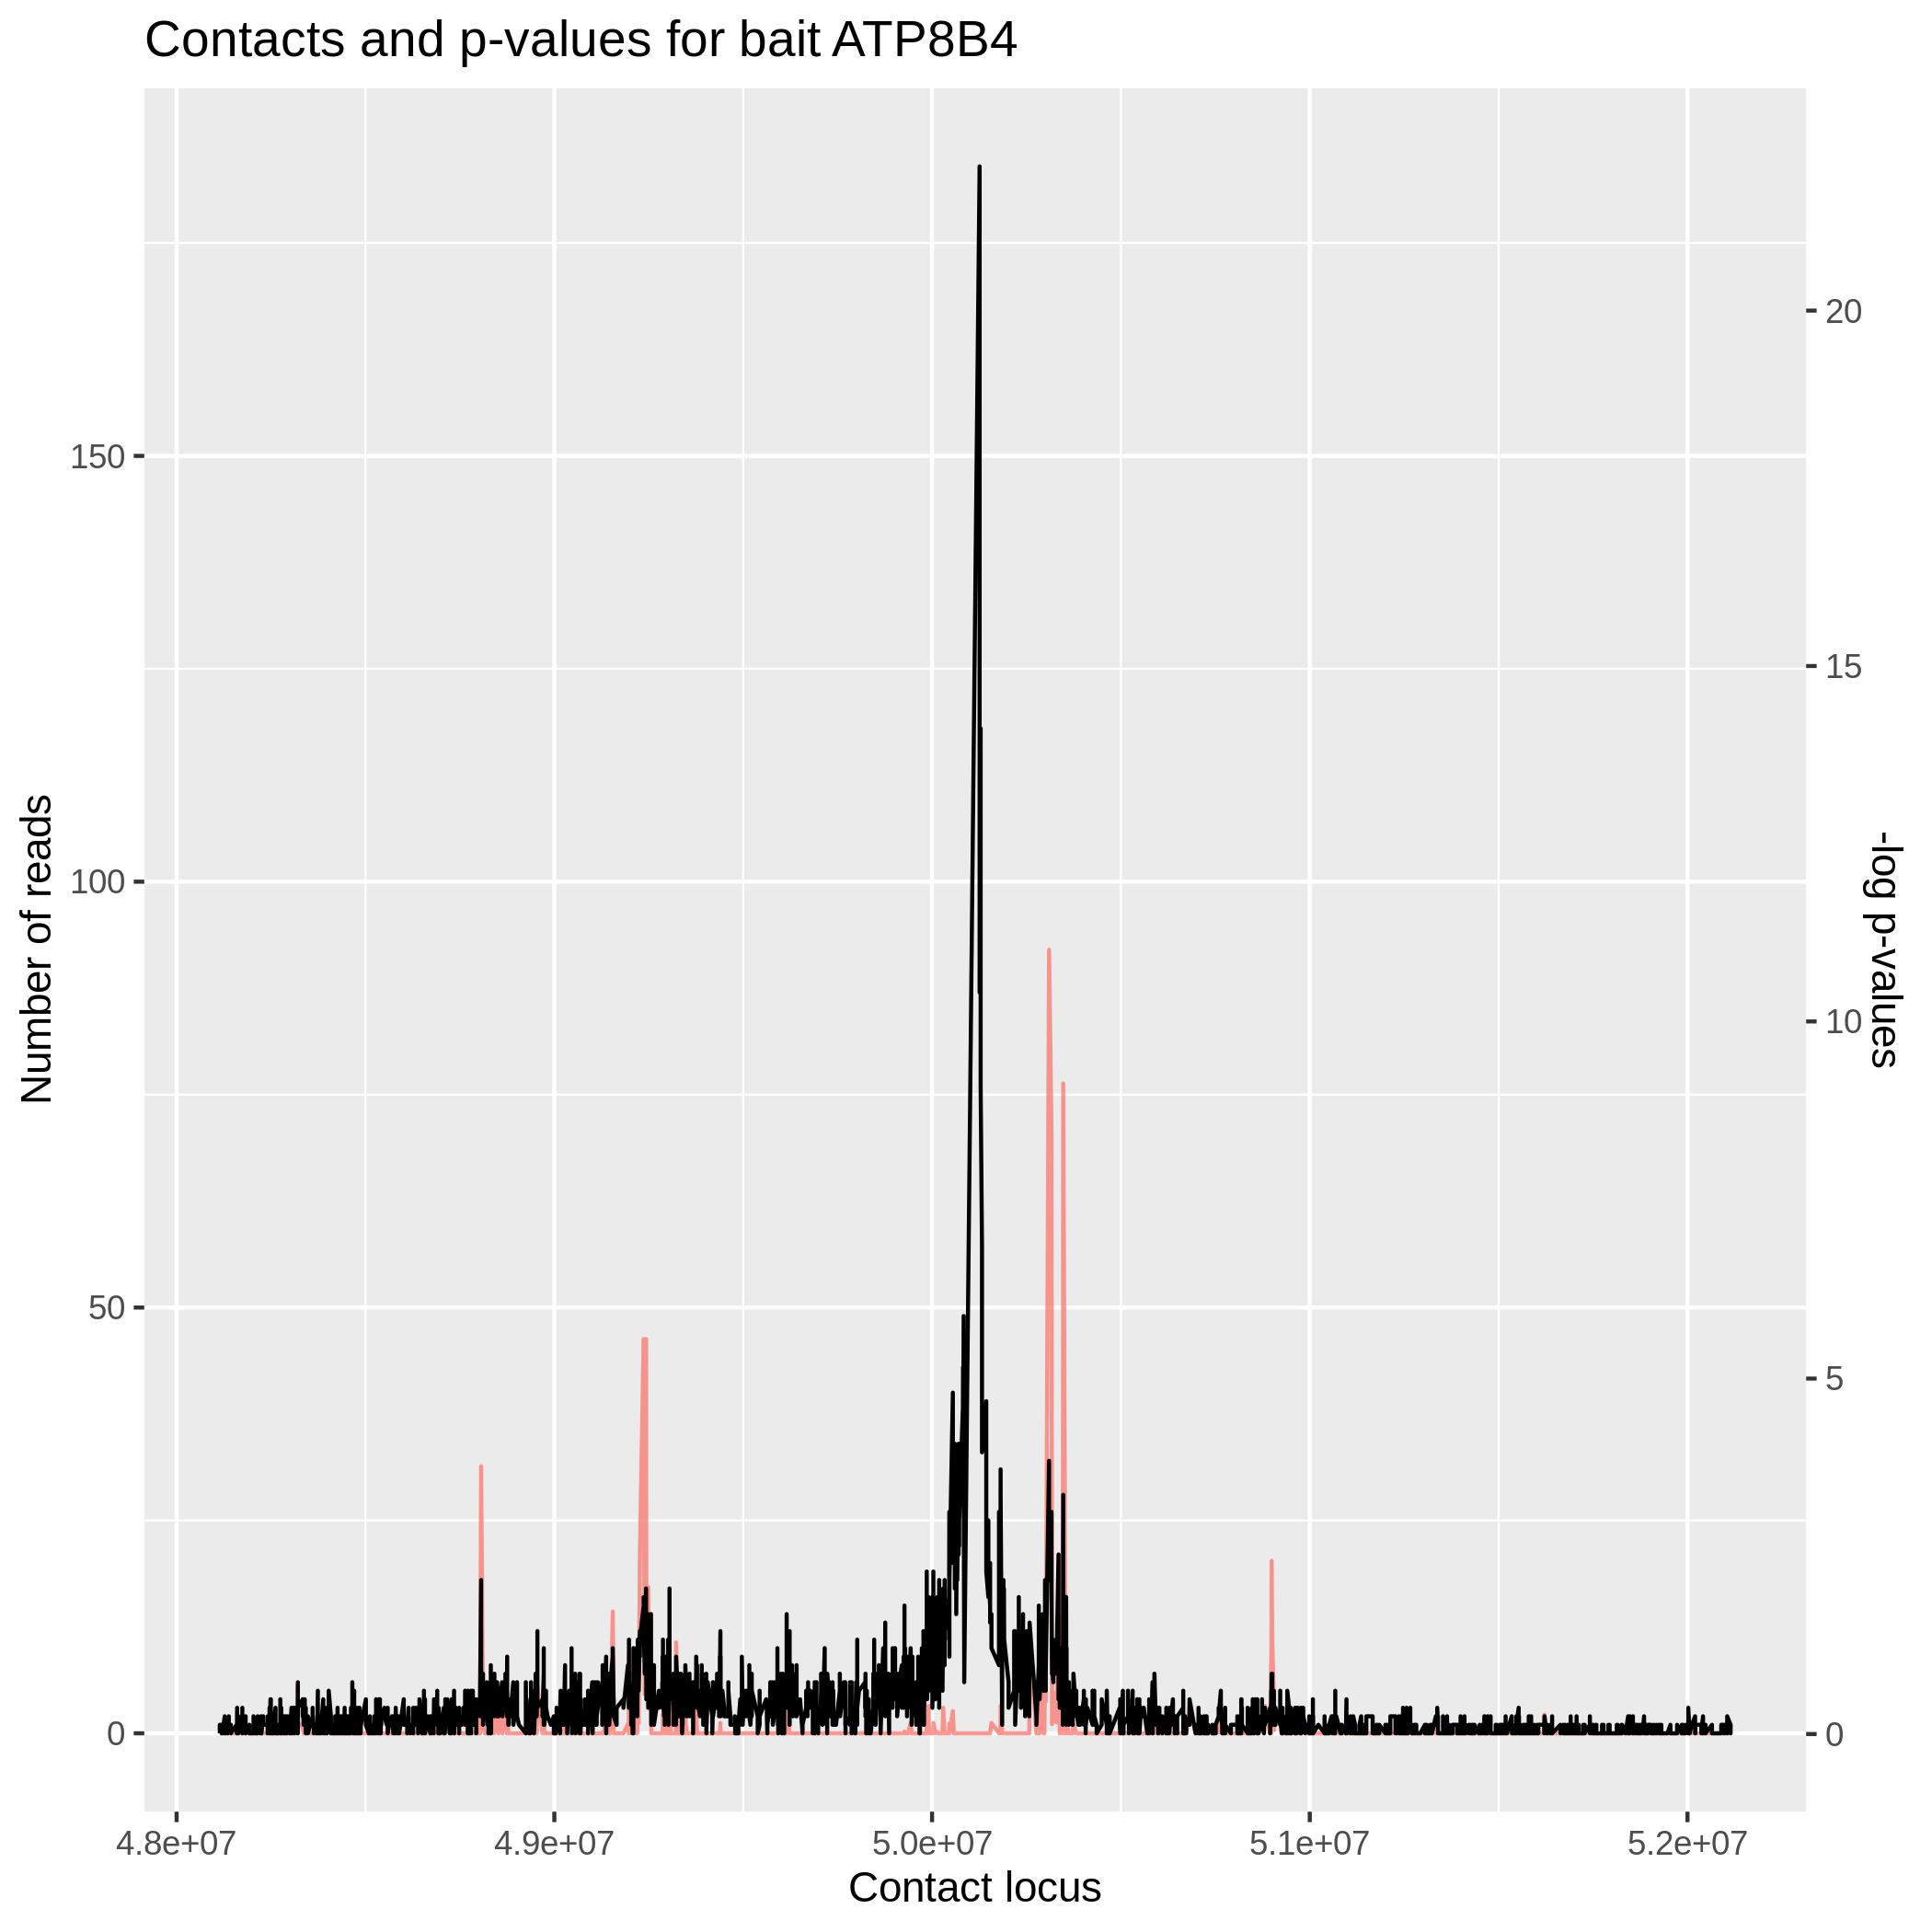 Contacts and p-values for bait ATP8B4
Number of reads
150
100
50
0
20
15
10
5
0
-log p-values
4.8e+07
4.9e+07
5.0e+07
5.1e+07
5.2e+07
Contact locus